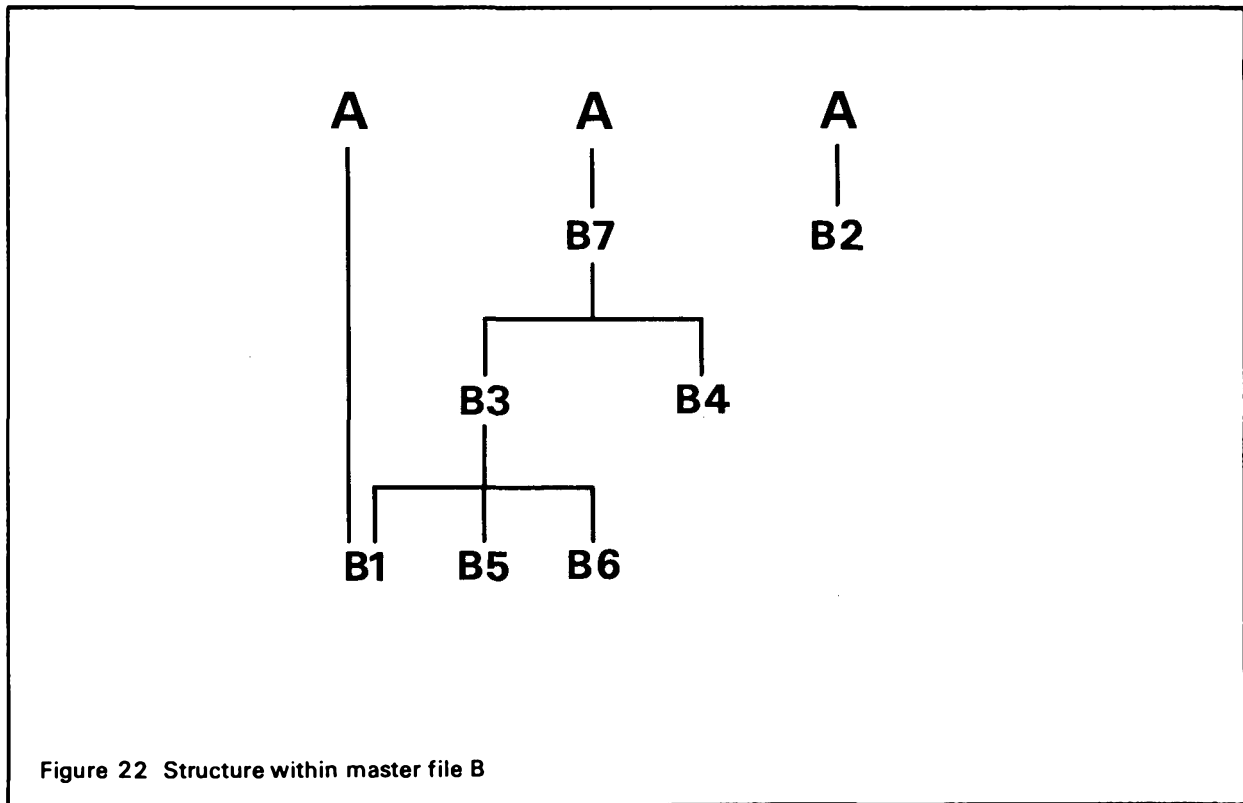 A A A
B7 B2
B3 B4
B1 B5 B6
Figure 22 Structure within master file B